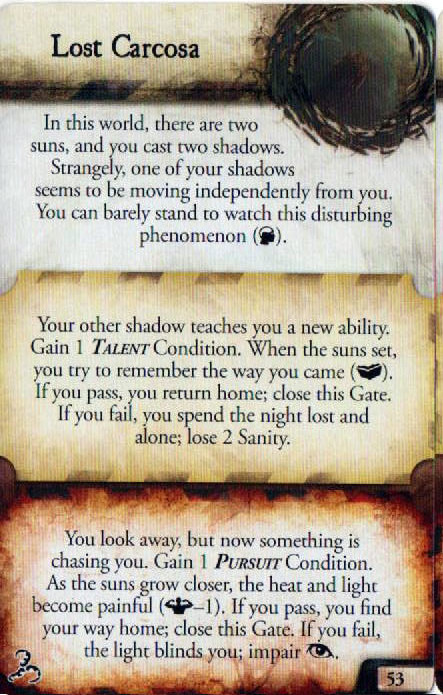 Lost Carcosa
In this world, there are two
suns, and you cast two shadows.
Strangely, one of your shadows
seems to be moving independently from you.
You can barely stand to watch this disturbing
phenomenon ( ).
Your other shadow teaches you a new ability.
Gain 1 TALENT Condition. When the suns set,
you try to remember the way you came ( ).
If you pass, you return home; close this Gate.
If you fail, you spend the night lost and
alone; lose 2 Sanity.
You look away, but now something is
chasing you. Gain 1 PURSUIT Condition.
As the suns grow closer, the heat and light
become painful ( –1). If you pass, you find
your way home; close this Gate. If you fail,
the light blinds you; impair .
53